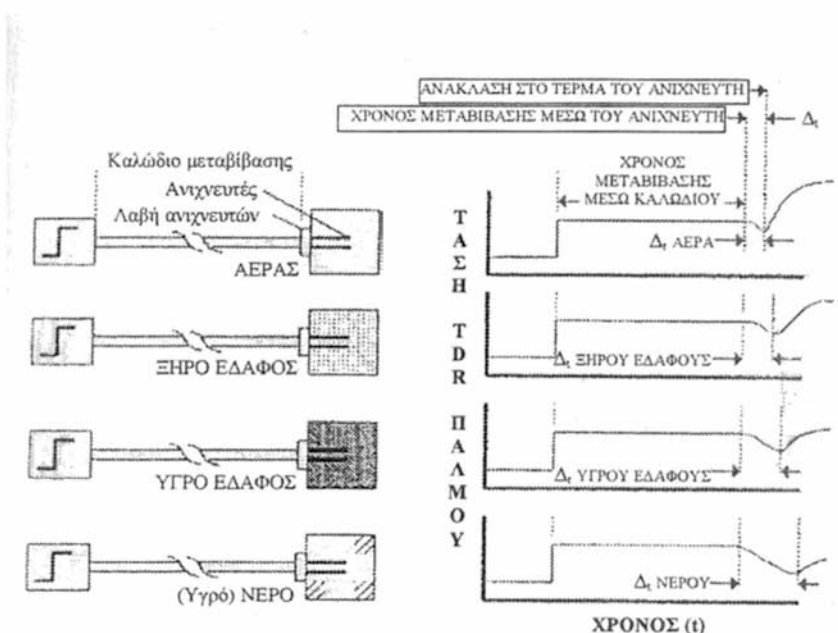 ΑΝΑΚΛΑΣΗ ΣΤΟ ΤΕΡΜΑ ΤΟΥ ΑΝΙΧΝΕΥΤΗ
ΧΡΟΝΟΣ ΜΕΤΑΒΙΒΑΣΗΣ ΜΕΣΩ ΤΟΥ ΑΝΙΧΝΕΥΤΗ
Δt
Καλώδιο μεταβίβασης
Ανιχνευτές
Λαβή ανιχνευτών
ΑΕΡΑΣ
ΧΡΟΝΟΣ
ΜΕΤΑΒΙΒΑΣΗΣ
ΜΕΣΩ ΚΑΛΩΔΙΟΥ
Δt ΑΕΡΑ
ΞΗΡΟ ΕΔΑΦΟΣ
Δt ΞΗΡΟΥ ΕΔΑΦΟΥΣ
ΥΓΡΟ ΕΔΑΦΟΣ
Δt ΥΓΡΟΥ ΕΔΑΦΟΥΣ
(Υγρό) ΝΕΡΟ
Δt ΝΕΡΟΥ
ΤΑΣΗ TDR ΠΑΛΜΟΥ
ΧΡΟΝΟΣ (t)